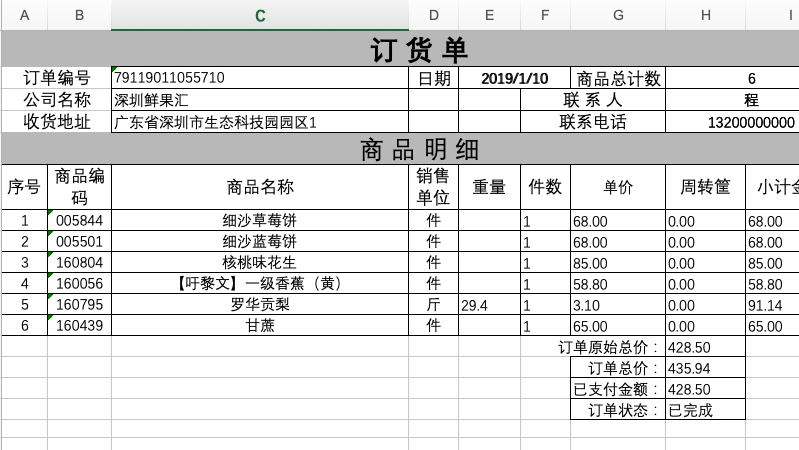 A B C D E F G H I
订货单
订单编号 79119011055710 日期 2019/1/10 商品总计数 6
公司名称 深圳鲜果汇 联系人 程
收货地址 广东省深圳市生态科技园园区1 联系电话 13200000000
商品明细
序号 商品编码 商品名称 销售单位 重量 件数 单价 周转筐 小计
1 005844 细沙草莓饼 件 1 68.00 0.00 68.00
2 005501 细沙蓝莓饼 件 1 68.00 0.00 68.00
3 160804 核桃味花生 件 1 85.00 0.00 85.00
4 160056 【吁黎文】一级香蕉（黄） 件 1 58.80 0.00 58.80
5 160795 罗华贡梨 斤 29.4 1 3.10 0.00 91.14
6 160439 甘蔗 件 1 65.00 0.00 65.00
订单原始总价： 428.50
订单总价： 435.94
已支付金额： 428.50
订单状态： 已完成